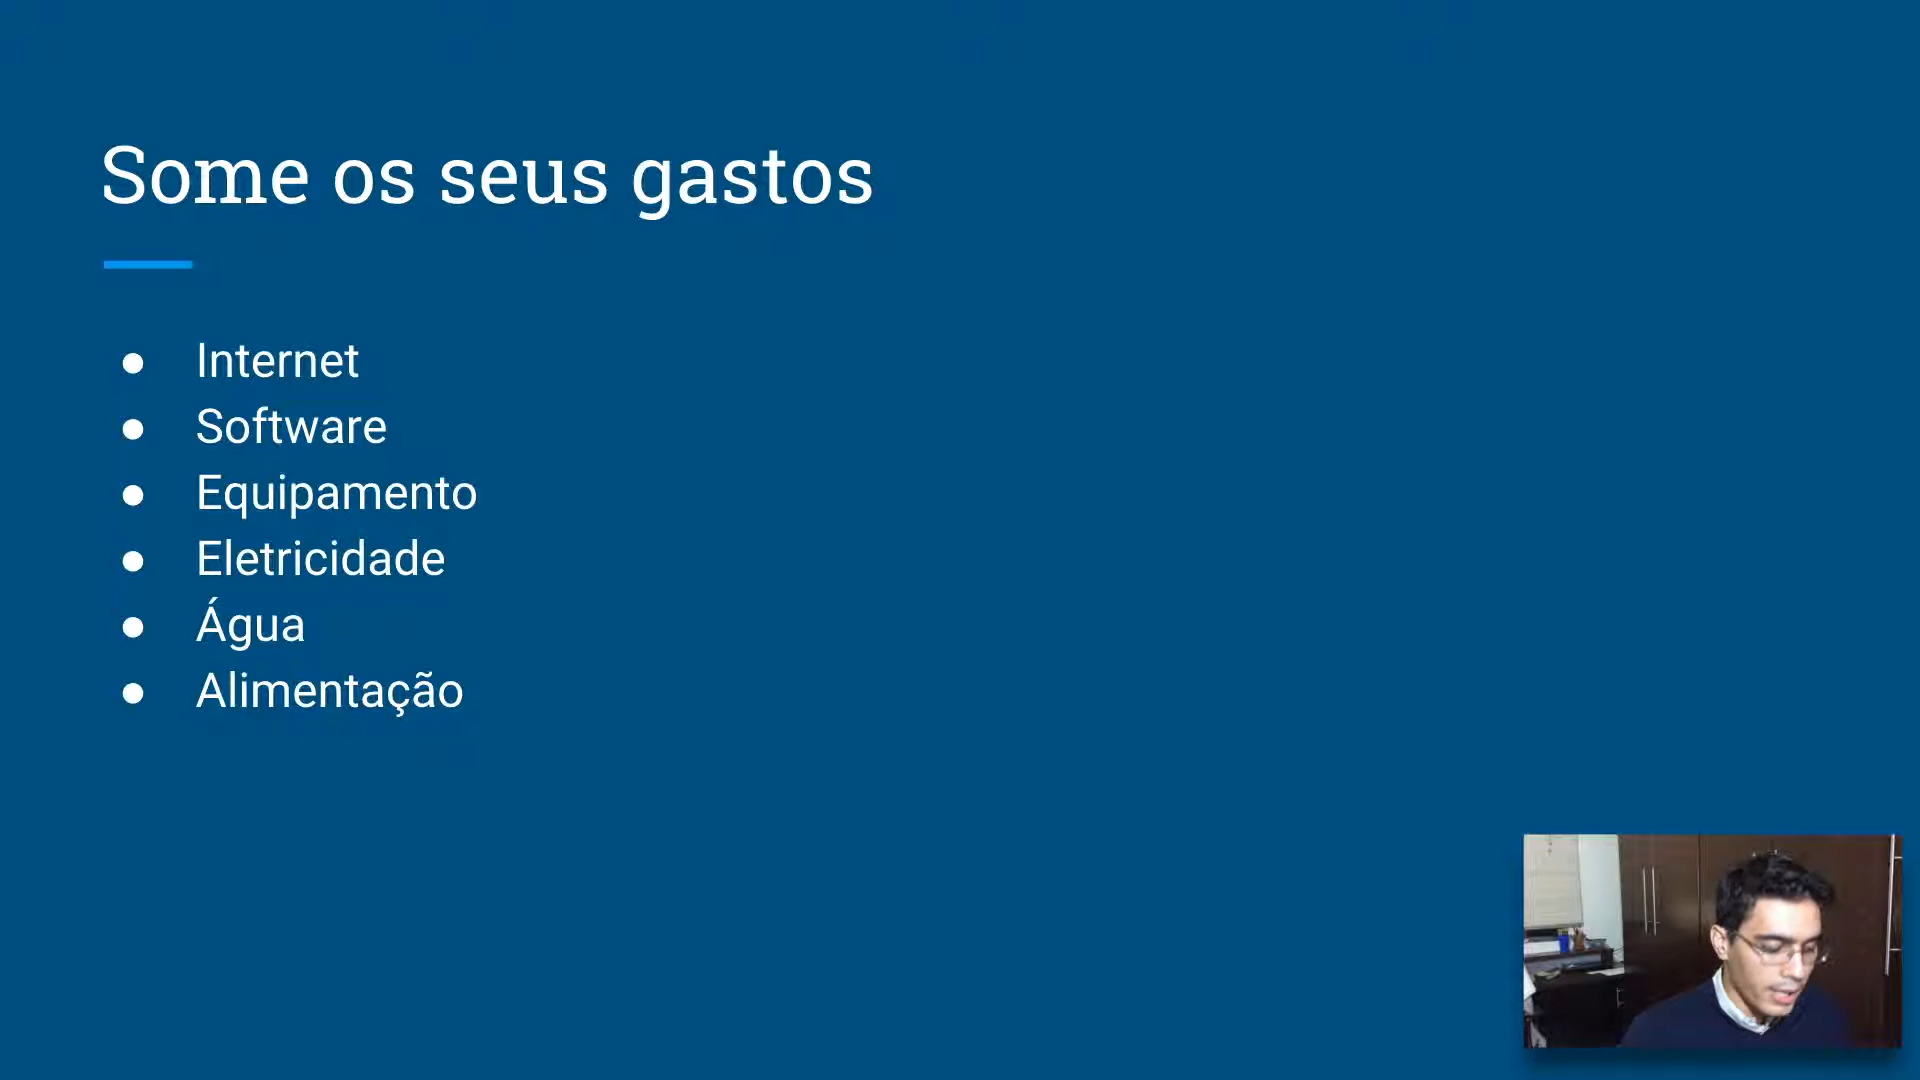 Some os seus gastos
● Internet
● Software
● Equipamento
● Eletricidade
● Água
● Alimentação